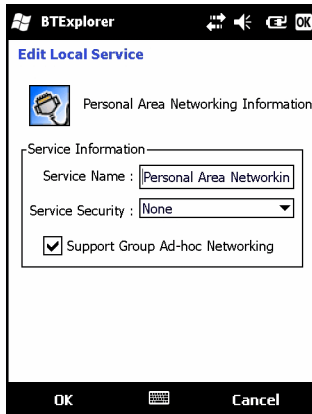 BTExplorer
OK
Edit Local Service
Personal Area Networking Information
Service Information
Service Name : Personal Area Networkin
Service Security : None
Support Group Ad-hoc Networking
OK Cancel